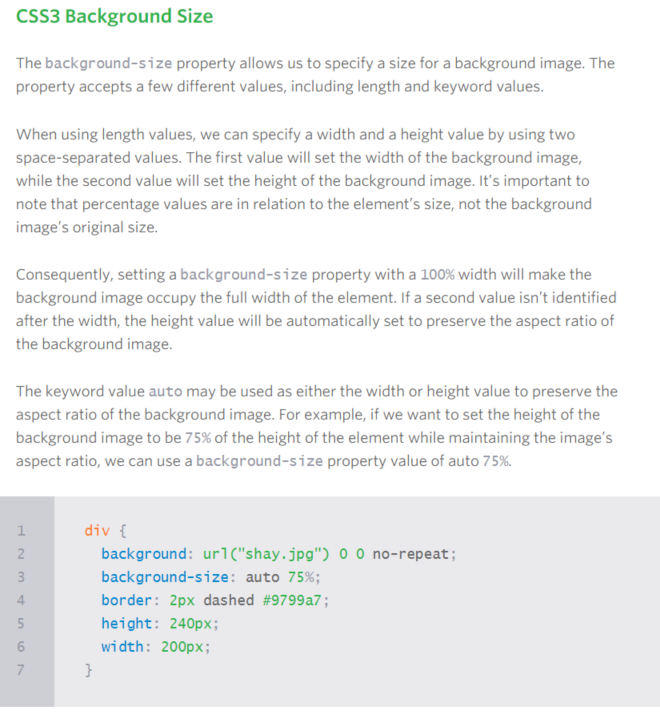 CSS3 Background Size
The background-size property allows us to specify a size for a background image. The
property accepts a few different values, including length and keyword values.
When using length values, we can specify a width and a height value by using two
space-separated values. The first value will set the width of the background image,
while the second value will set the height of the background image. It’s important to
note that percentage values are in relation to the element’s size, not the background
image’s original size.
Consequently, setting a background-size property with a 100% width will make the
background image occupy the full width of the element. If a second value isn’t identified
after the width, the height value will be automatically set to preserve the aspect ratio of
the background image.
The keyword value auto may be used as either the width or height value to preserve the
aspect ratio of the background image. For example, if we want to set the height of the
background image to be 75% of the height of the element while maintaining the image’s
aspect ratio, we can use a background-size property value of auto 75%.
1 div {
2 background: url("shay.jpg") 0 0 no-repeat;
3 background-size: auto 75%;
4 border: 2px dashed #9799a7;
5 height: 240px;
6 width: 200px;
7 }